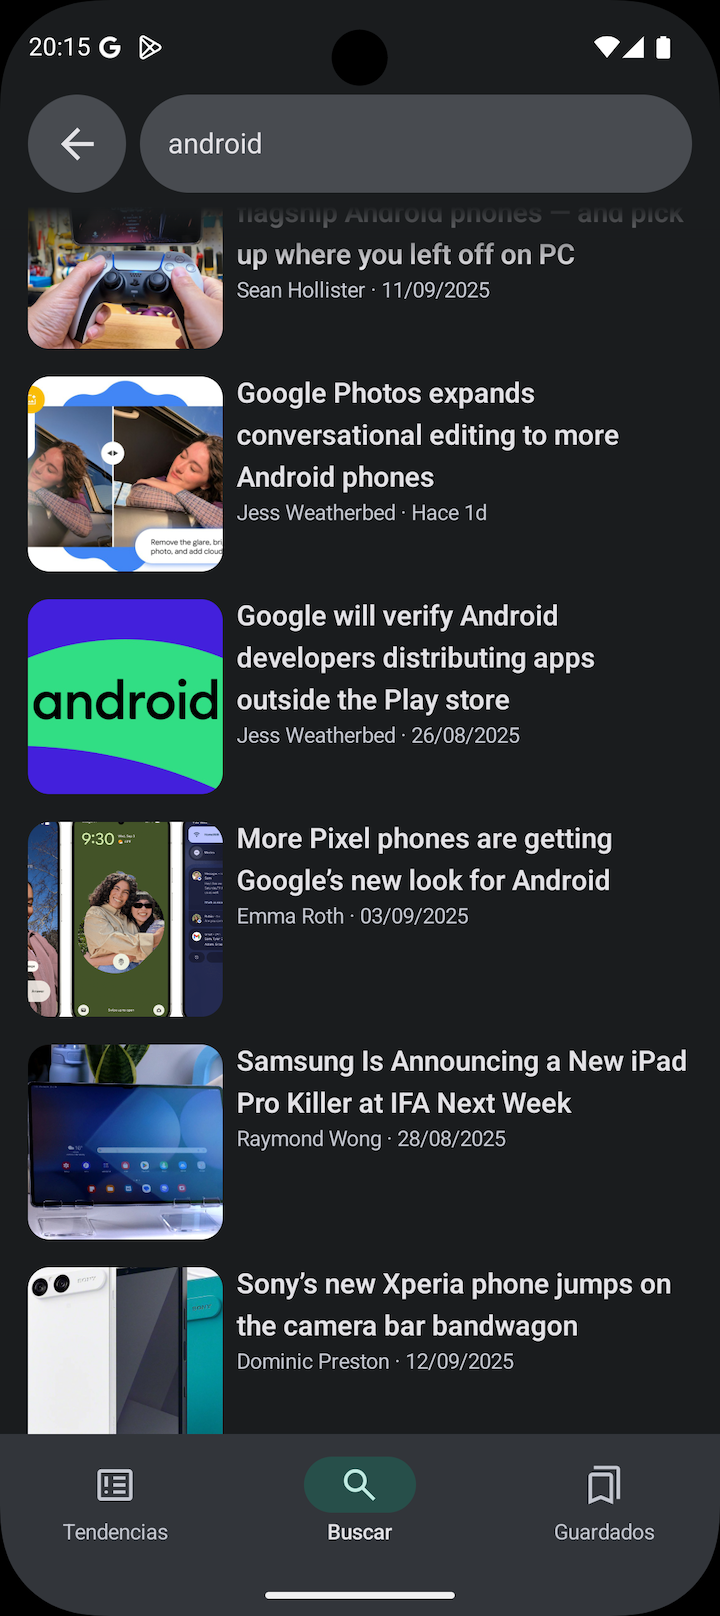 20:15
android
flagship Android phones — and pick
up where you left off on PC
Sean Hollister · 11/09/2025
Google Photos expands
conversational editing to more
Android phones
Jess Weatherbed · Hace 1d
Remove the glare, bri
photo, and add cloud
Google will verify Android
developers distributing apps
outside the Play store
Jess Weatherbed · 26/08/2025
android
More Pixel phones are getting
Google’s new look for Android
Emma Roth · 03/09/2025
9:30
Samsung Is Announcing a New iPad
Pro Killer at IFA Next Week
Raymond Wong · 28/08/2025
Sony’s new Xperia phone jumps on
the camera bar bandwagon
Dominic Preston · 12/09/2025
SONY
SONY
Tendencias
Buscar
Guardados